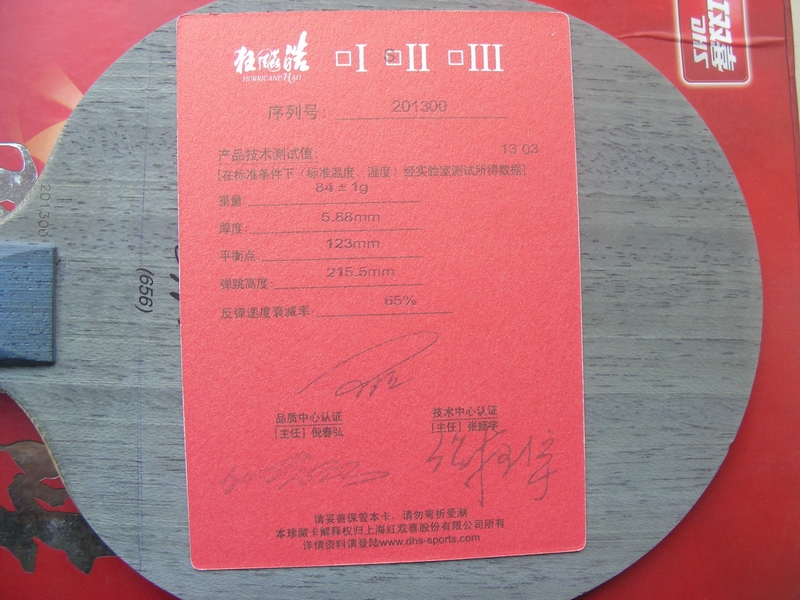 狂飚皓 □I □II □III
HURRICANE HAO
S
序列号: 201300
产品技术测试值: 13 03
[在标准条件下（标准温度、湿度）经实验室测试所得数据]
重量: 84±1g
厚度: 5.88mm
平衡点: 123mm
弹跳高度: 215.5mm
反弹速度衰减率: 65%
品质中心认证
[主任] 倪春弘
技术中心认证
[主任] 张扬宇
请妥善保管本卡，请勿弯折受潮
本珍藏卡解释权归上海红双喜股份有限公司所有
详情资料请登陆www.dhs-sports.com
红双喜
DHS
(656)